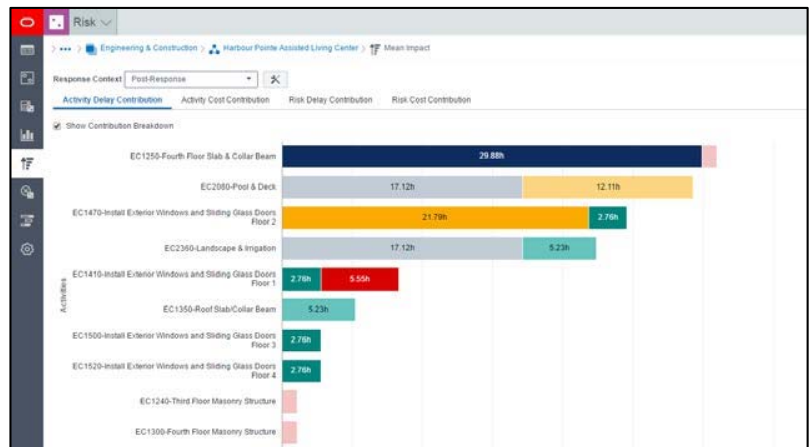 Risk
Engineering & Construction > Harbour Pointe Assisted Living Center > Mean Impact
Response Context Post-Response
Activity Delay Contribution Activity Cost Contribution Risk Delay Contribution Risk Cost Contribution
Show Contribution Breakdown
EC1250-Fourth Floor Slab & Collar Beam 29.88h
EC2080-Pool & Deck 17.12h 12.11h
EC1470-Install Exterior Windows and Sliding Glass Doors
Floor 2 21.79h 2.76h
EC2360-Landscape & Irrigation 17.12h 5.23h
EC1410-Install Exterior Windows and Sliding Glass Doors
Floor 1 2.76h 5.55h
Activities
EC1350-Roof Slab/Collar Beam 5.23h
EC1500-Install Exterior Windows and Sliding Glass Doors
Floor 3 2.76h
EC1520-Install Exterior Windows and Sliding Glass Doors
Floor 4 2.76h
EC1240-Third Floor Masonry Structure
EC1300-Fourth Floor Masonry Structure